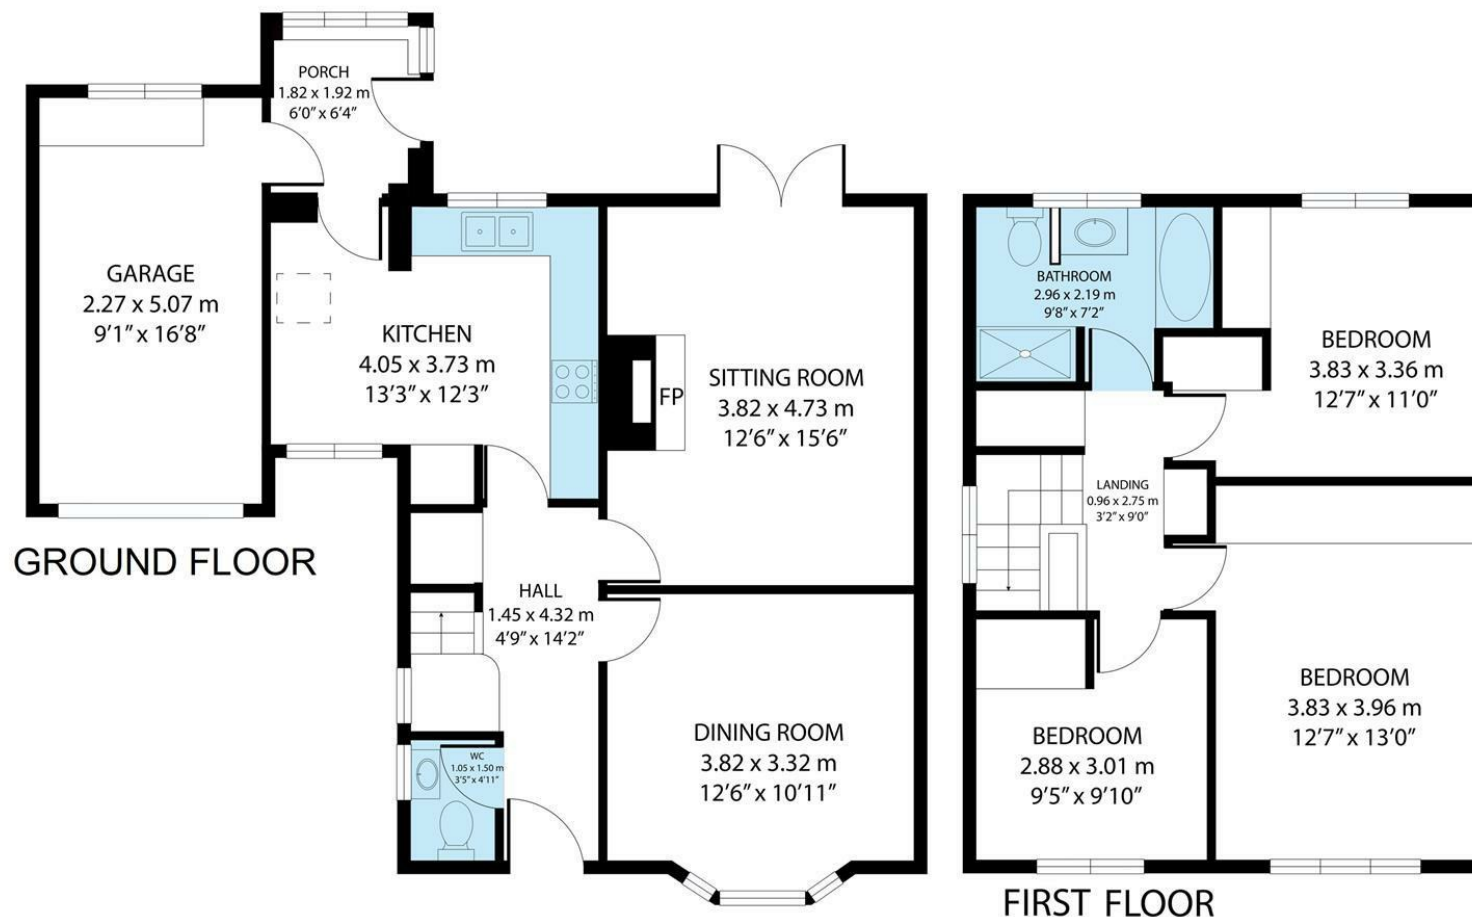 PORCH
1.82 x 1.92 m
6'0" x 6'4"
GARAGE
2.27 x 5.07 m
9'1" x 16'8"
KITCHEN
4.05 x 3.73 m
13'3" x 12'3"
SITTING ROOM
3.82 x 4.73 m
12'6" x 15'6"
FP
HALL
1.45 x 4.32 m
4'9" x 14'2"
WC
1.05 x 1.50 m
3'5" x 4'11"
DINING ROOM
3.82 x 3.32 m
12'6" x 10'11"
GROUND FLOOR
BATHROOM
2.96 x 2.19 m
9'8" x 7'2"
BEDROOM
3.83 x 3.36 m
12'7" x 11'0"
LANDING
0.96 x 2.75 m
3'2" x 9'0"
BEDROOM
3.83 x 3.96 m
12'7" x 13'0"
BEDROOM
2.88 x 3.01 m
9'5" x 9'10"
FIRST FLOOR